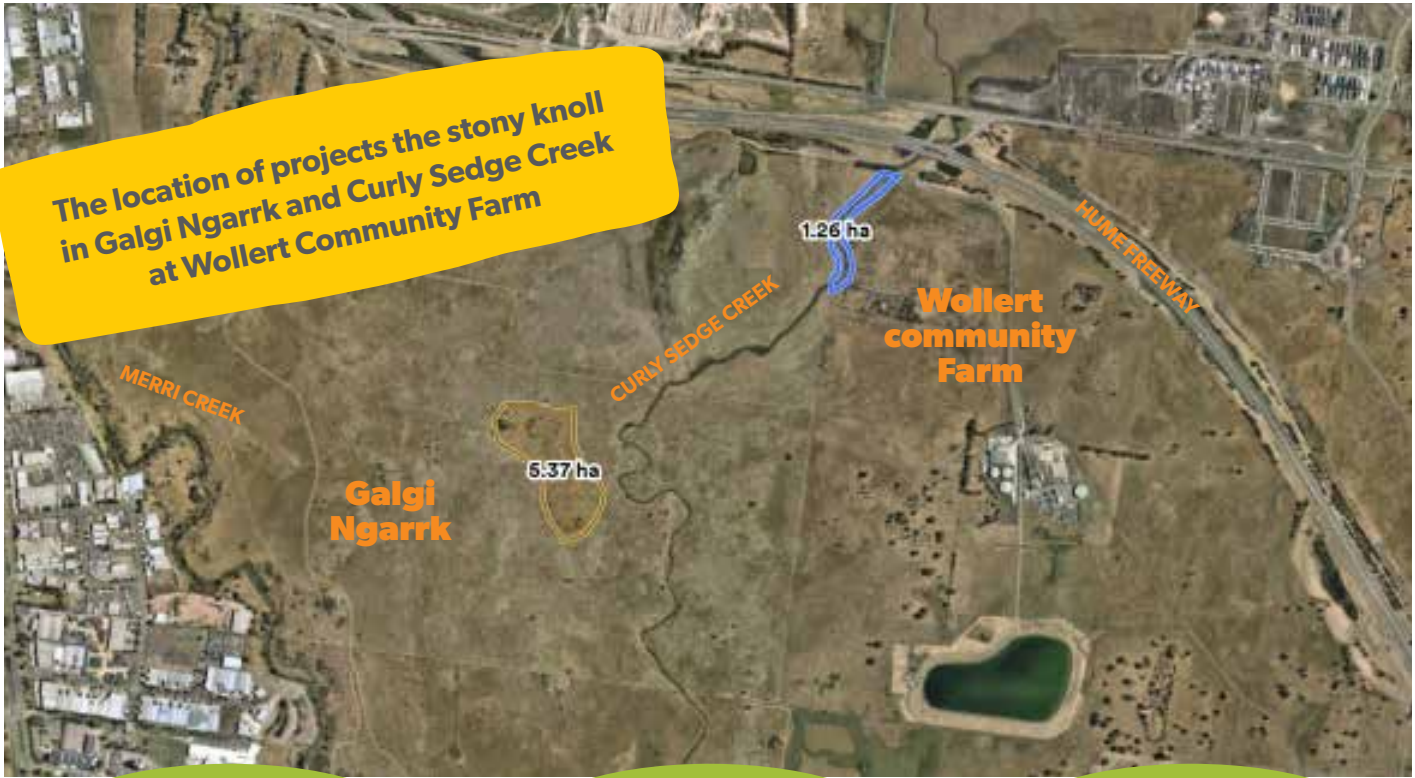 The location of projects the stony knoll
in Galgi Ngarrk and Curly Sedge Creek
at Wollert Community Farm
1.26 ha
HUME FREEWAY
CURLY SEDGE CREEK
Wollert
community
Farm
MERRI CREEK
5.37 ha
Galgi
Ngarrk